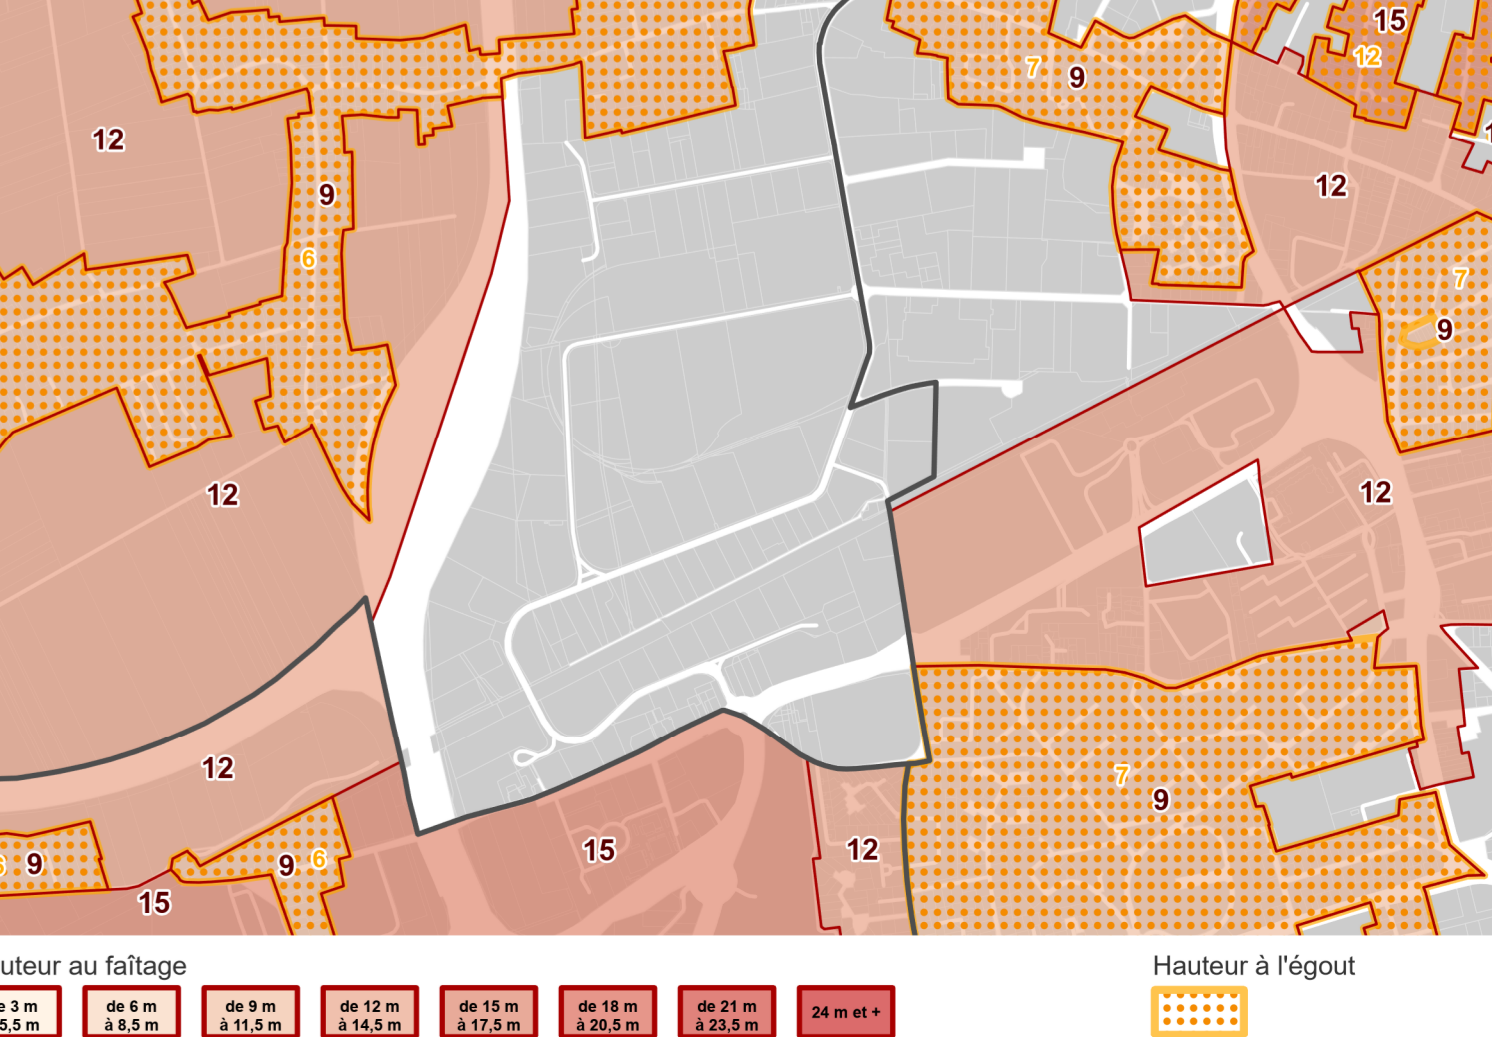 15
12
7
9
12
12
9
6
7
9
12
12
12
7
9
15
12
9
9
6
15
uteur au faîtage
Hauteur à l'égout
e 3 m
5,5 m
de 6 m
à 8,5 m
de 9 m
à 11,5 m
de 12 m
à 14,5 m
de 15 m
à 17,5 m
de 18 m
à 20,5 m
de 21 m
à 23,5 m
24 m et +